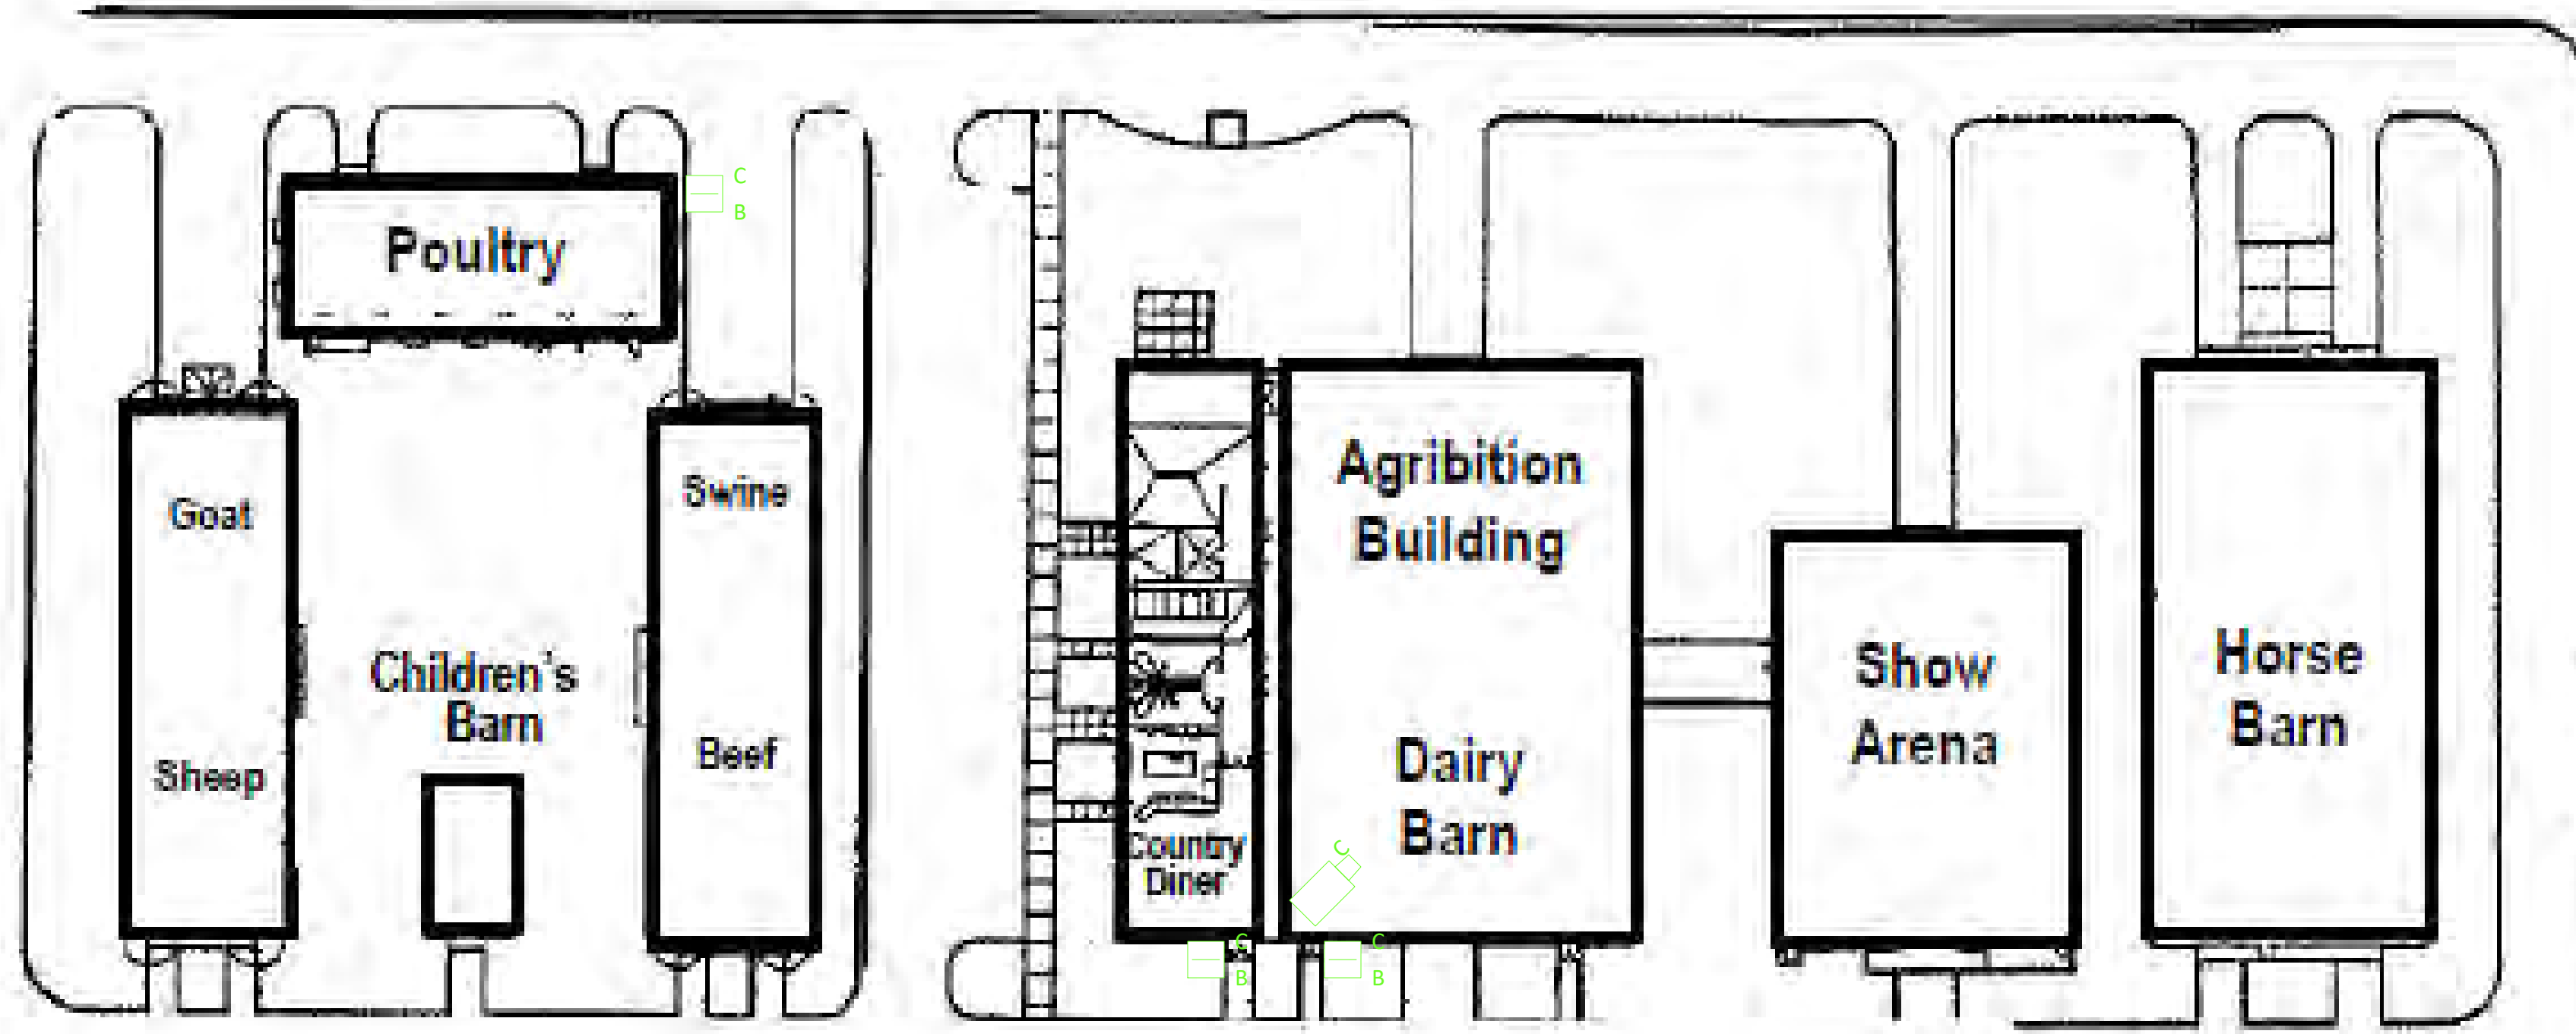 Poultry
C
B
Goat
Sheep
Children's
Barn
Swine
Beef
Country
Diner
Agribition
Building
Dairy
Barn
C
C
B
C
B
Show
Arena
Horse
Barn